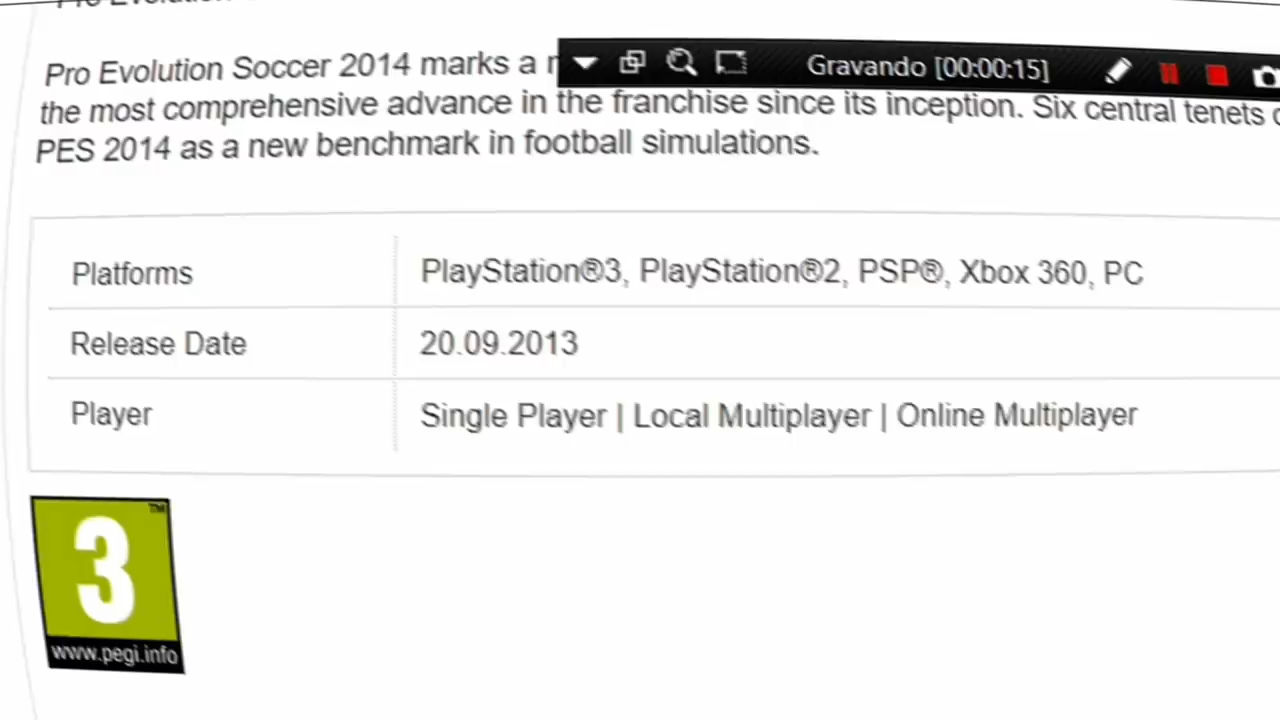 Pro Evolution Soccer 2014 marks a
Gravando [00:00:15]
the most comprehensive advance in the franchise since its inception. Six central tenets
PES 2014 as a new benchmark in football simulations.
Platforms PlayStation®3, PlayStation®2, PSP®, Xbox 360, PC
Release Date 20.09.2013
Player Single Player | Local Multiplayer | Online Multiplayer
3™
www.pegi.info